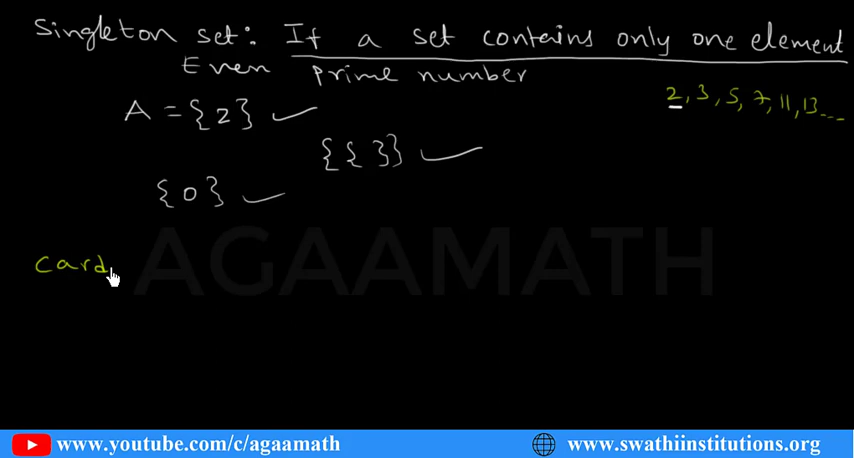 Singleton set: If a set contains only one element
Even prime number
2, 3, 5, 7, 11, 13...
A = {2}
{{ }}
{0}
card
AGAAMATH
www.youtube.com/c/agaamath
www.swathiinstitutions.org